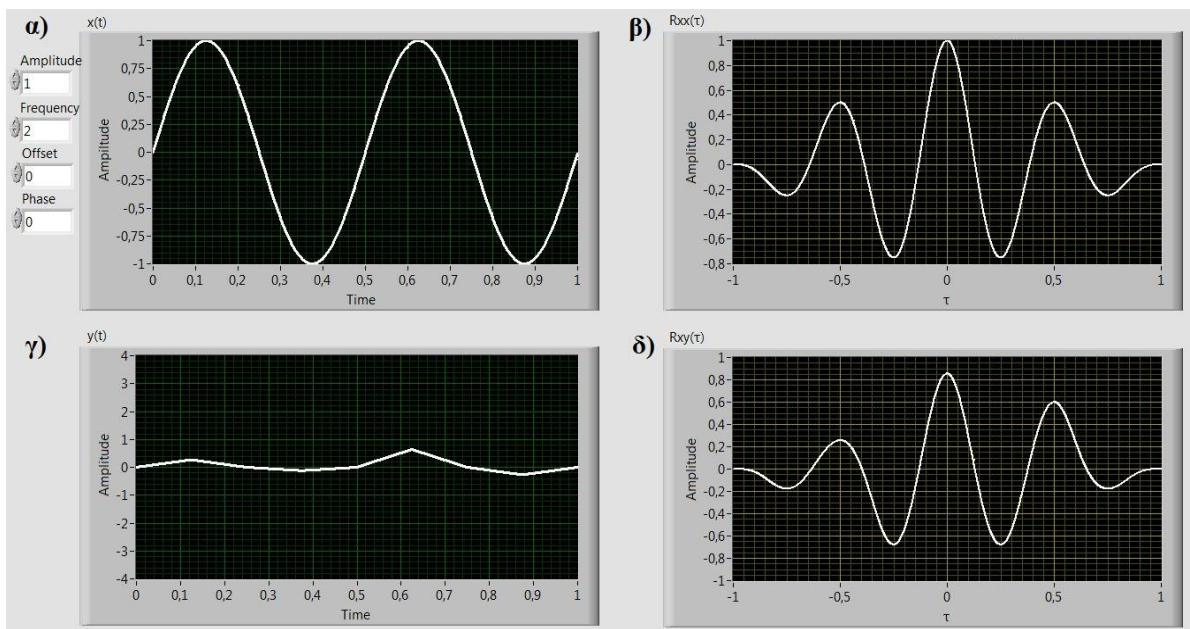 α)
x(t)
Amplitude
1
Frequency
2
Offset
0
Phase
0
Ampiltude
1
0,75
0,5
0,25
0
-0,25
-0,5
-0,75
-1
0 0,1 0,2 0,3 0,4 0,5 0,6 0,7 0,8 0,9 1
Time
β)
Rxx(τ)
Amplitude
1
0,8
0,6
0,4
0,2
0
-0,2
-0,4
-0,6
-0,8
-1 -0,5 0 0,5 1
τ
γ)
y(t)
Amplitude
4
3
2
1
0
-1
-2
-3
-4
0 0,1 0,2 0,3 0,4 0,5 0,6 0,7 0,8 0,9 1
Time
δ)
Rxy(τ)
Amplitude
1
0,8
0,6
0,4
0,2
0
-0,2
-0,4
-0,6
-0,8
-1
-1 -0,5 0 0,5 1
τ